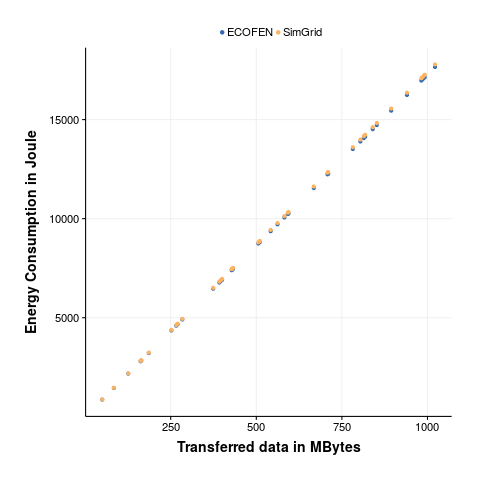 ECOFEN SimGrid
Energy Consumption in Joule
15000
10000
5000
250 500 750 1000
Transferred data in MBytes